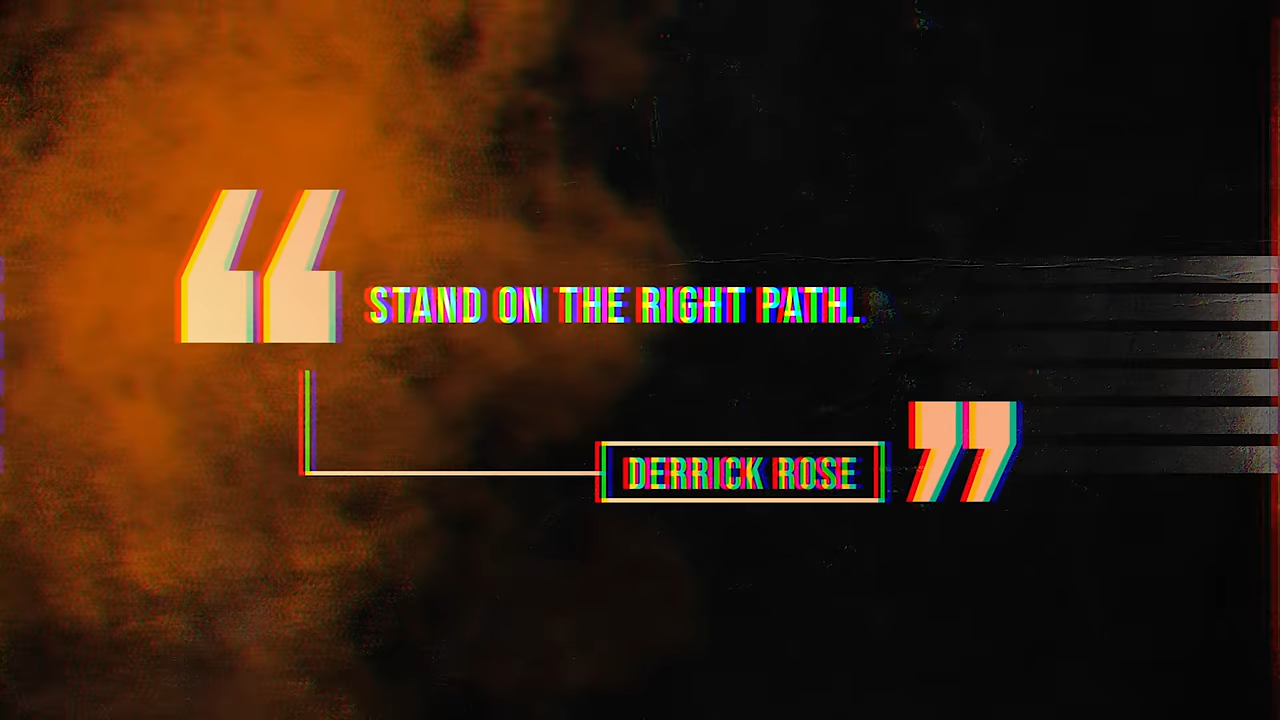 “ STAND ON THE RIGHT PATH.
DERRICK ROSE ”